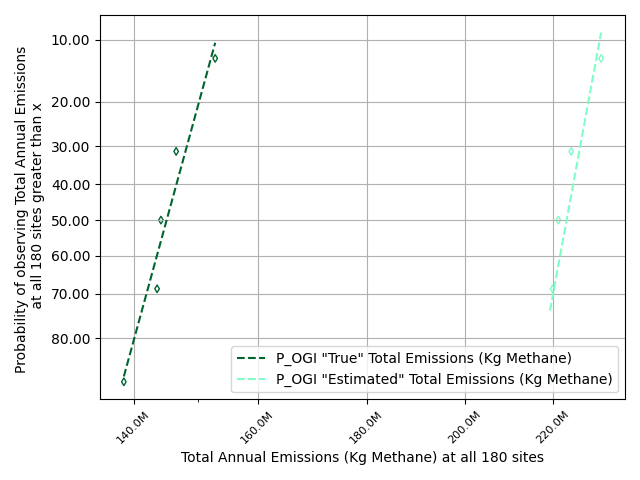 10.00
20.00
30.00
40.00
50.00
60.00
70.00
80.00
Probability of observing Total Annual Emissions
at all 180 sites greater than x
P_OGI "True" Total Emissions (Kg Methane)
P_OGI "Estimated" Total Emissions (Kg Methane)
140.0M
160.0M
180.0M
200.0M
220.0M
Total Annual Emissions (Kg Methane) at all 180 sites